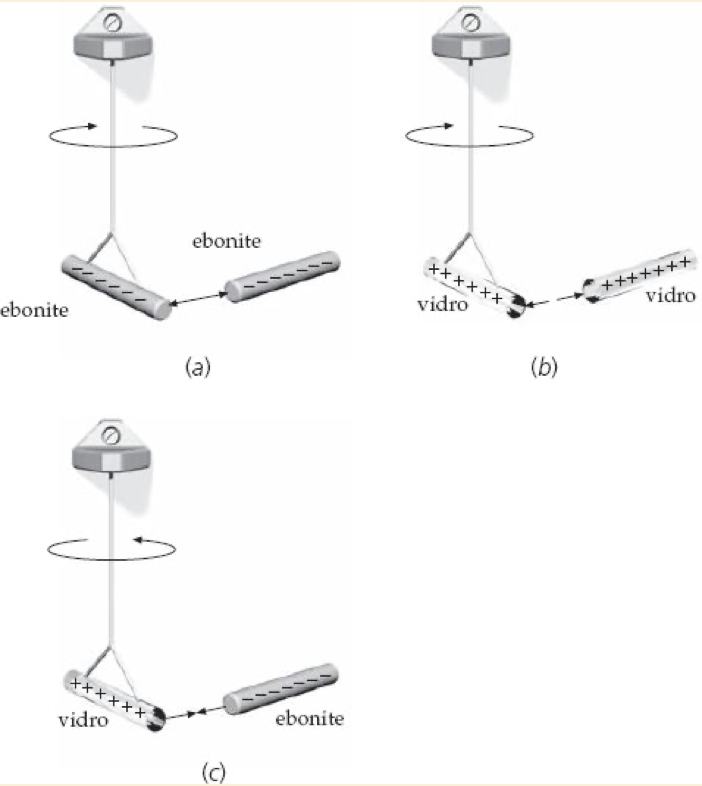 ebonite
ebonite
− − − − − −
− − − − − − −
(a)
+ + + + + +
+ + + + + + +
vidro
vidro
(b)
+ + + + + +
− − − − − − −
vidro
ebonite
(c)